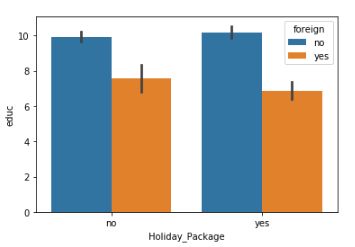 foreign
no
yes
10
8
6
4
2
0
educ
no
yes
Holiday_Package